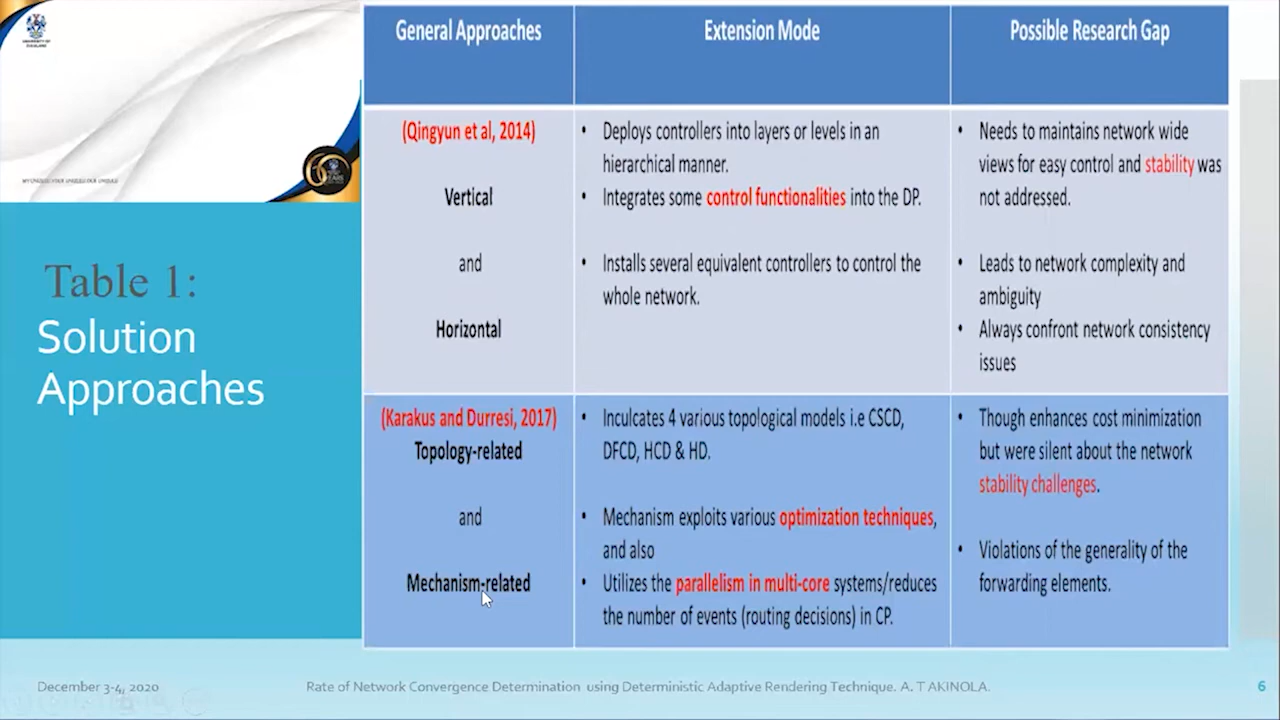 UNIVERSITY OF
ZULULAND
Table 1:
Solution
Approaches
General Approaches
Extension Mode
Possible Research Gap
(Qingyun et al, 2014)
Vertical
and
Horizontal
• Deploys controllers into layers or levels in an
hierarchical manner.
• Integrates some control functionalities into the DP.
• Installs several equivalent controllers to control the
whole network.
• Needs to maintains network wide
views for easy control and stability was
not addressed.
• Leads to network complexity and
ambiguity
• Always confront network consistency
issues
(Karakus and Durresi, 2017)
Topology-related
and
Mechanism-related
• Inculcates 4 various topological models i.e CSCD,
DFCD, HCD & HD.
• Mechanism exploits various optimization techniques,
and also
• Utilizes the parallelism in multi-core systems/reduces
the number of events (routing decisions) in CP.
• Though enhances cost minimization
but were silent about the network
stability challenges.
• Violations of the generality of the
forwarding elements.
December 3-4, 2020
Rate of Network Convergence Determination using Deterministic Adaptive Rendering Technique. A. T AKINOLA.
6